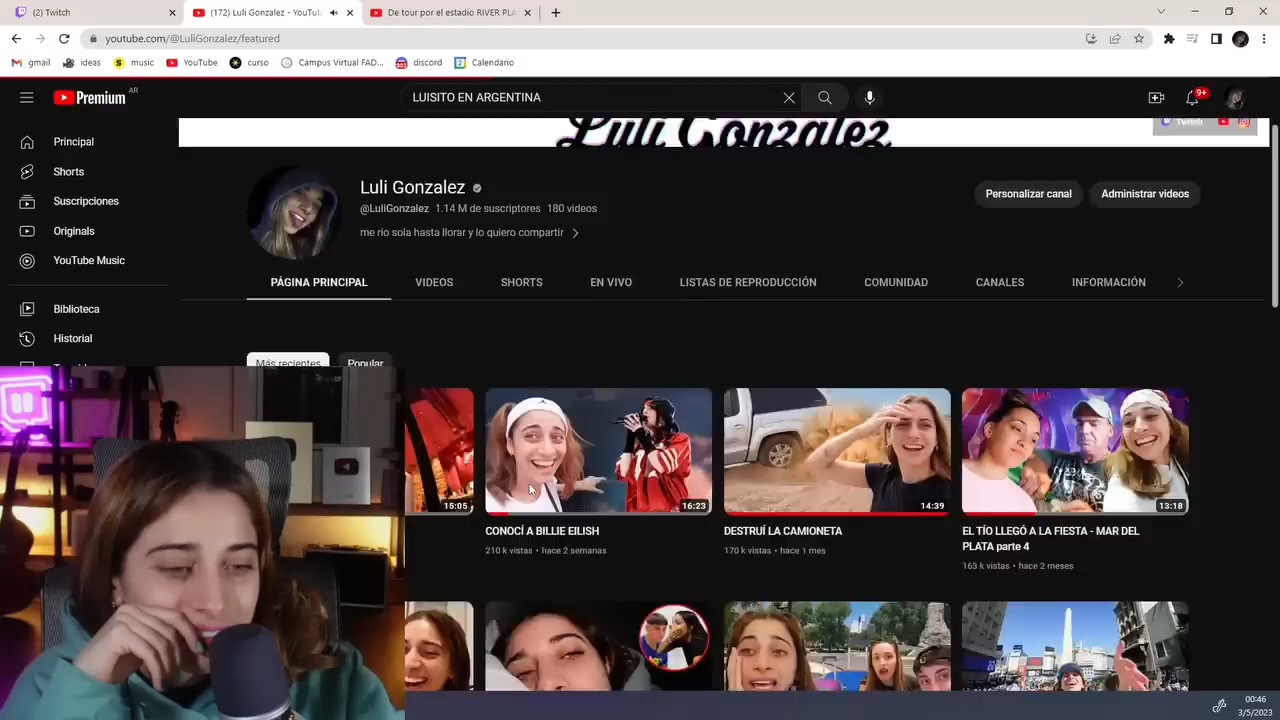 (2) Twitch
(172) Luli Gonzalez - YouTub
De tour por el estadio RIVER PLA
youtube.com/@LuliGonzalez/featured
gmail
ideas
music
YouTube
curso
Campus Virtual FAD...
discord
Calendario
Premium
AR
LUISITO EN ARGENTINA
9+
Principal
Shorts
Suscripciones
Originals
YouTube Music
Biblioteca
Historial
Luli Gonzalez
Twitch
Luli Gonzalez
@LuliGonzalez 1.14 M de suscriptores 180 videos
me rio sola hasta llorar y lo quiero compartir
Personalizar canal
Administrar videos
PÁGINA PRINCIPAL
VIDEOS
SHORTS
EN VIVO
LISTAS DE REPRODUCCIÓN
COMUNIDAD
CANALES
INFORMACIÓN
Más recientes
Popular
15:05
16:23
CONOCÍ A BILLIE EILISH
210 k vistas • hace 2 semanas
14:39
DESTRUÍ LA CAMIONETA
170 k vistas • hace 1 mes
13:18
EL TÍO LLEGÓ A LA FIESTA - MAR DEL
PLATA parte 4
163 k vistas • hace 2 meses
00:46
3/5/2023